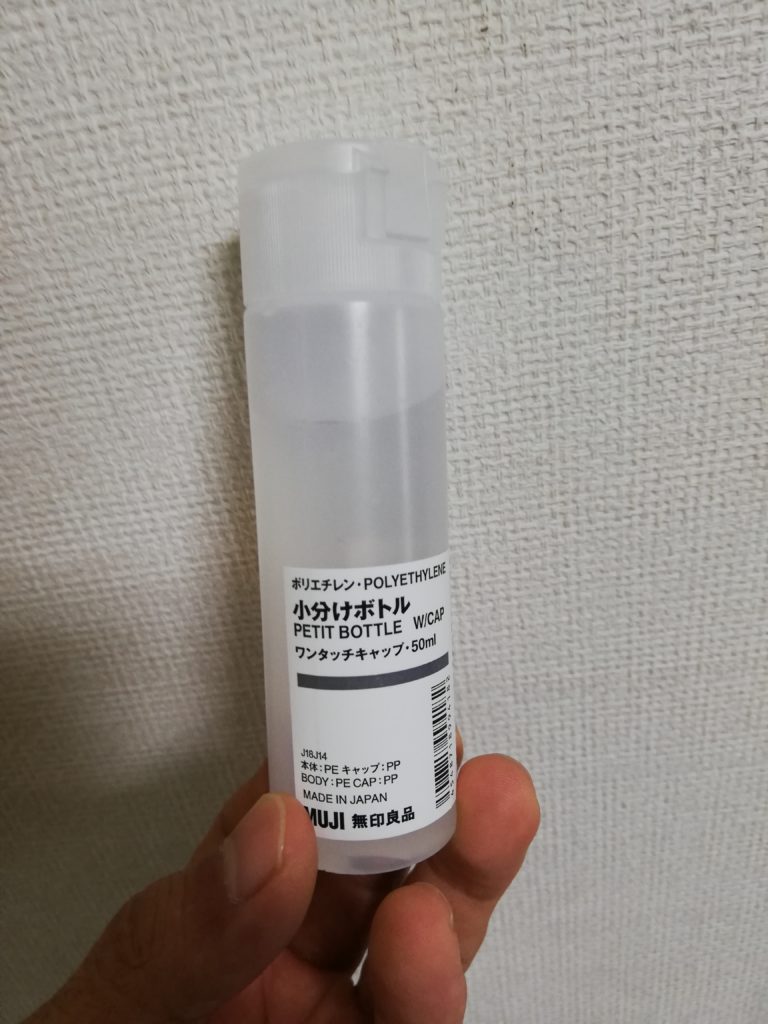 ポリエチレン・POLYETHYLENE
小分けボトル
PETIT BOTTLE W/CAP
ワンタッチキャップ・50ml
J18J14
本体：PE キャップ：PP
BODY : PE CAP : PP
MADE IN JAPAN
MUJI 無印良品